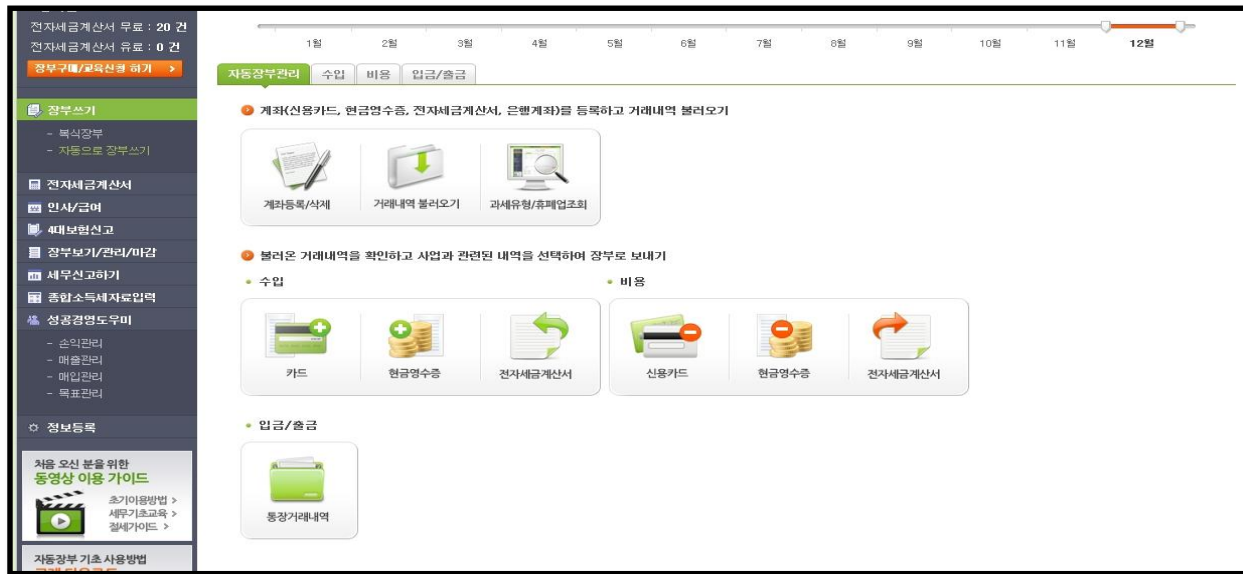 전자세금계산서 무료 : 20 건
전자세금계산서 유료 : 0 건
장부구매/교육신청 하기 >
장부쓰기
- 복식장부
- 자동으로 장부쓰기
전자세금계산서
인사/급여
4대보험신고
장부보기/관리/마감
세무신고하기
종합소득세자료입력
성공경영도우미
- 손익관리
- 매출관리
- 매입관리
- 목표관리
정보등록
처음 오신 분을 위한
동영상 이용 가이드
초기이용방법 >
세무기초교육 >
절세가이드 >
자동장부 기초 사용방법
1월 2월 3월 4월 5월 6월 7월 8월 9월 10월 11월 12월
자동장부관리 수입 비용 입금/출금
계좌(신용카드, 현금영수증, 전자세금계산서, 은행계좌)를 등록하고 거래내역 불러오기
계좌등록/삭제 거래내역 불러오기 과세유형/휴폐업조회
불러온 거래내역을 확인하고 사업과 관련된 내역을 선택하여 장부로 보내기
수입 비용
카드 현금영수증 전자세금계산서 신용카드 현금영수증 전자세금계산서
입금/출금
통장거래내역